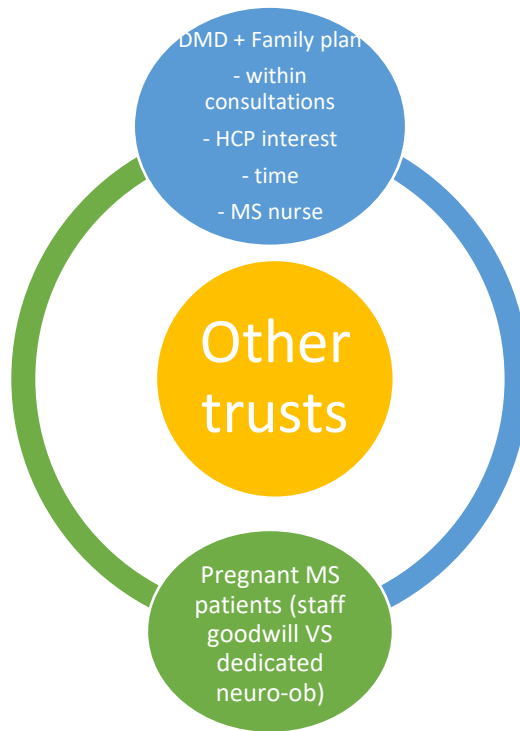 DMD + Family plan
- within
consultations
- HCP interest
- time
- MS nurse
Other
trusts
Pregnant MS
patients (staff
goodwill VS
dedicated
neuro-ob)